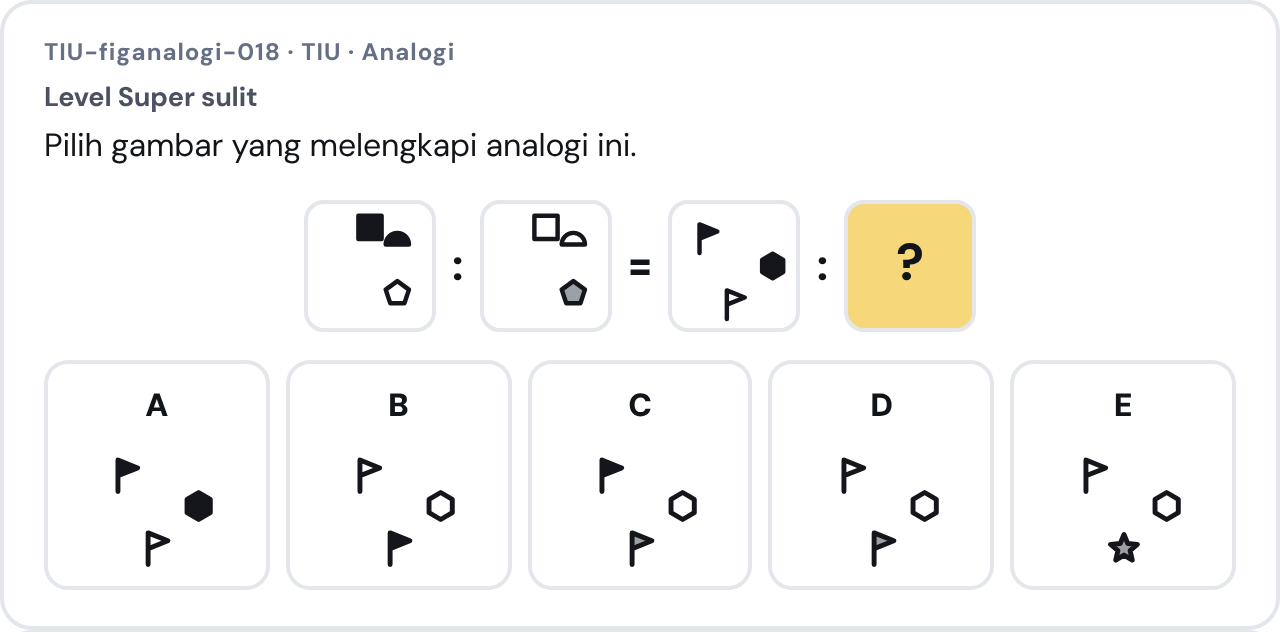 TIU-figanalogi-018 · TIU · Analogi
Level Super sulit
Pilih gambar yang melengkapi analogi ini.
: = : ?
A B C D E